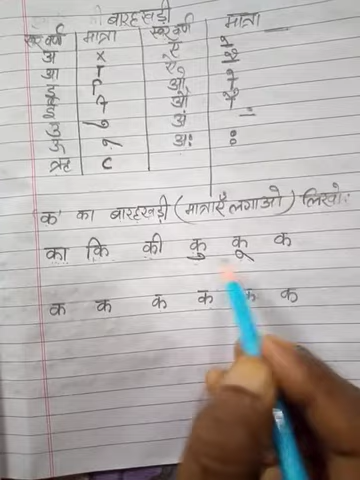 बारहखड़ी
स्वर वर्ण मात्रा स्वर वर्ण मात्रा
अ x ए े
आ ा ऐ ै
इ ि ओ ो
ई ी औ ौ
उ ु अं ं
ऊ ू अः ः
ऋ ृ
क' का बारहखड़ी (मात्राएँ लगाओ) लिखो:
का कि की कु कू क
क क क क क क